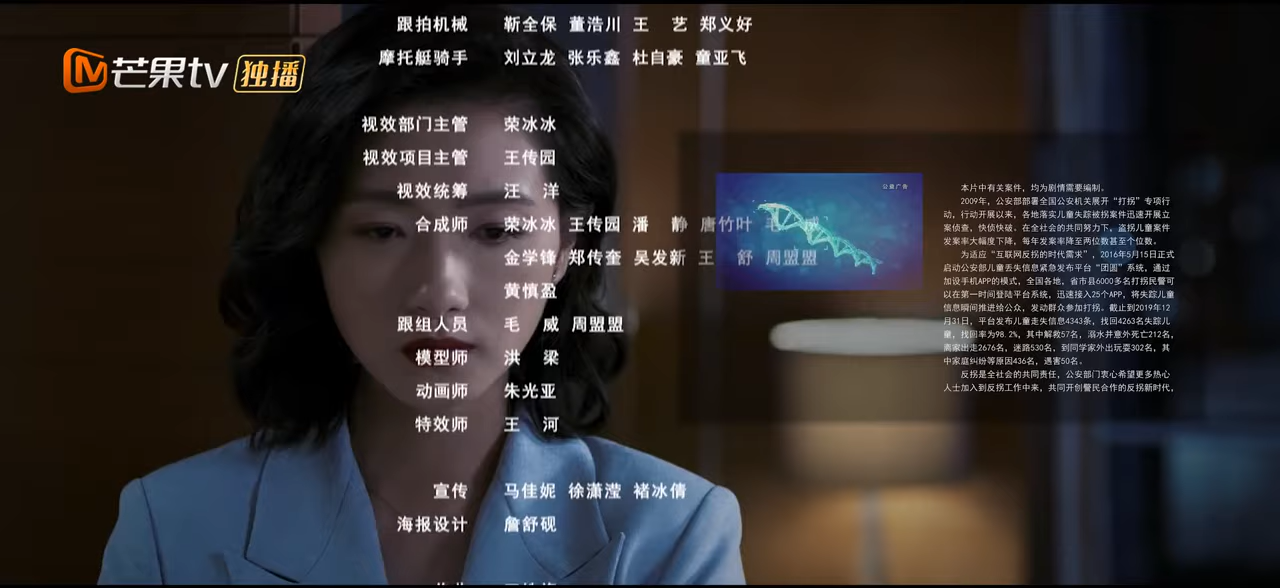 跟拍机械 靳全保 董浩川 王 艺 郑义好
摩托艇骑手 刘立龙 张乐鑫 杜自豪 童亚飞
芒果tv 独播
视效部门主管 荣冰冰
视效项目主管 王传园
视效统筹 汪 洋
合成师 荣冰冰 王传园 潘 静 唐竹叶 毛 威
金学锋 郑传奎 吴发新 王 舒 周盟盟
黄慎盈
跟组人员 毛 威 周盟盟
模型师 洪 梁
动画师 朱光亚
特效师 王 河
宣传 马佳妮 徐潇滢 褚冰倩
海报设计 詹舒砚
公益广告
本片中有关案件，均为剧情需要编制。
2009年，公安部部署全国公安机关展开“打拐”专项行
动，行动开展以来，各地落实儿童失踪被拐案件迅速开展立
案侦查，快侦快破。在全社会的共同努力下，盗拐儿童案件
发案率大幅度下降，每年发案率降至两位数甚至个位数。
为适应“互联网反拐的时代需求”，2016年5月15日正式
启动公安部儿童丢失信息紧急发布平台“团圆”系统，通过
加设手机APP的模式，全国各地，省市县6000多名打拐民警可
以在第一时间登陆平台系统，迅速接入25个APP，将失踪儿童
信息瞬间推送给公众，发动群众参加打拐。截止到2019年12
月31日，平台发布儿童走失信息4343条，找回4263名失踪儿
童，找回率为98.2%，其中解救57名，溺水井意外死亡212名，
离家出走2676名，迷路530名，到同学家外出玩耍302名，其
中家庭纠纷等原因436名，遇害50名。
反拐是全社会的共同责任，公安部门衷心希望更多热心
人士加入到反拐工作中来，共同开创警民合作的反拐新时代，